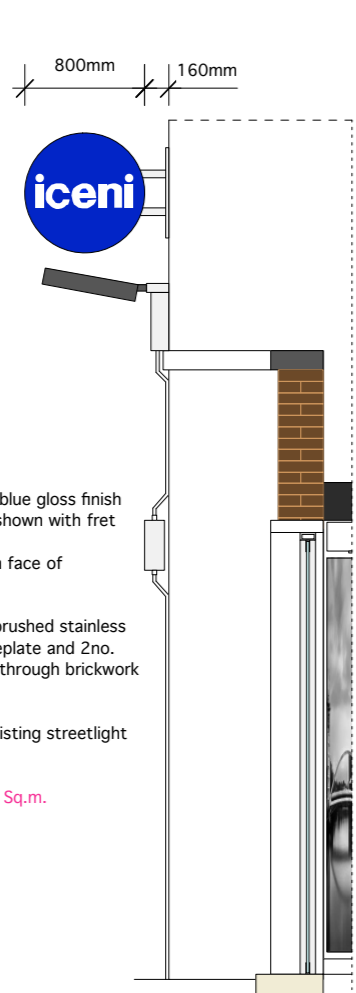 800mm
160mm
iceni
blue gloss finish
shown with fret
face of
brushed stainless
plate and 2no.
through brickwork
isting streetlight
Sq.m.